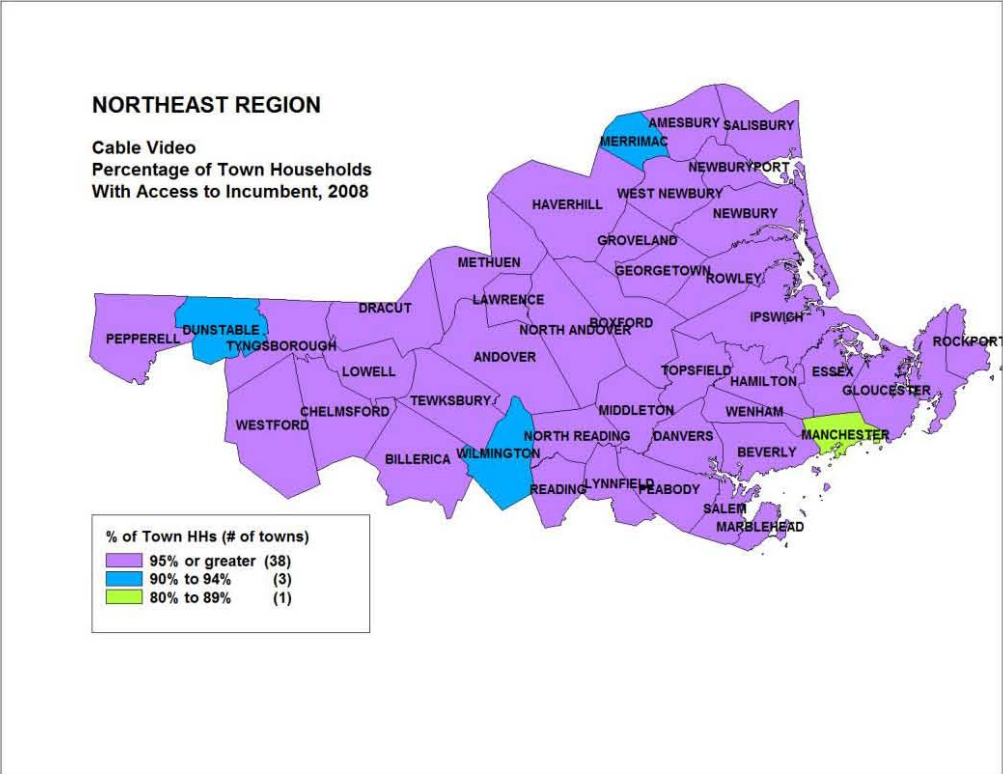 NORTHEAST REGION
Cable Video
Percentage of Town Households
With Access to Incumbent, 2008
AMESBURY
SALISBURY
MERRIMAC
NEWBURYPORT
WEST NEWBURY
HAVERHILL
NEWBURY
GROVELAND
METHUEN
GEORGETOWN
ROWLEY
LAWRENCE
DRACUT
IPSWICH
BOXFORD
NORTH ANDOVER
DUNSTABLE
PEPPERELL
TYNGSBOROUGH
ROCKPORT
ANDOVER
LOWELL
TOPSFIELD
ESSEX
HAMILTON
GLOUCESTER
TEWKSBURY
CHELMSFORD
MIDDLETON
WENHAM
WESTFORD
NORTH READING
DANVERS
MANCHESTER
BILLERICA
WILMINGTON
BEVERLY
READING
LYNNFIELD
PEABODY
SALEM
MARBLEHEAD
% of Town HHs (# of towns)
95% or greater (38)
90% to 94% (3)
80% to 89% (1)